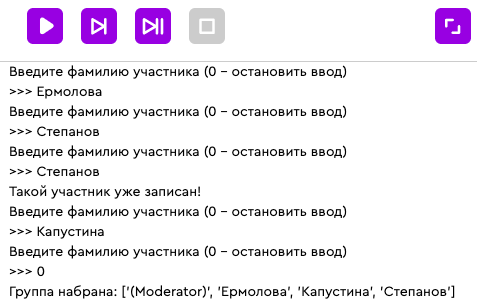 Введите фамилию участника (0 - остановить ввод)
>>> Ермолова
Введите фамилию участника (0 - остановить ввод)
>>> Степанов
Введите фамилию участника (0 - остановить ввод)
>>> Степанов
Такой участник уже записан!
Введите фамилию участника (0 - остановить ввод)
>>> Капустина
Введите фамилию участника (0 - остановить ввод)
>>> 0
Группа набрана: ['(Moderator)', 'Ермолова', 'Капустина', 'Степанов']